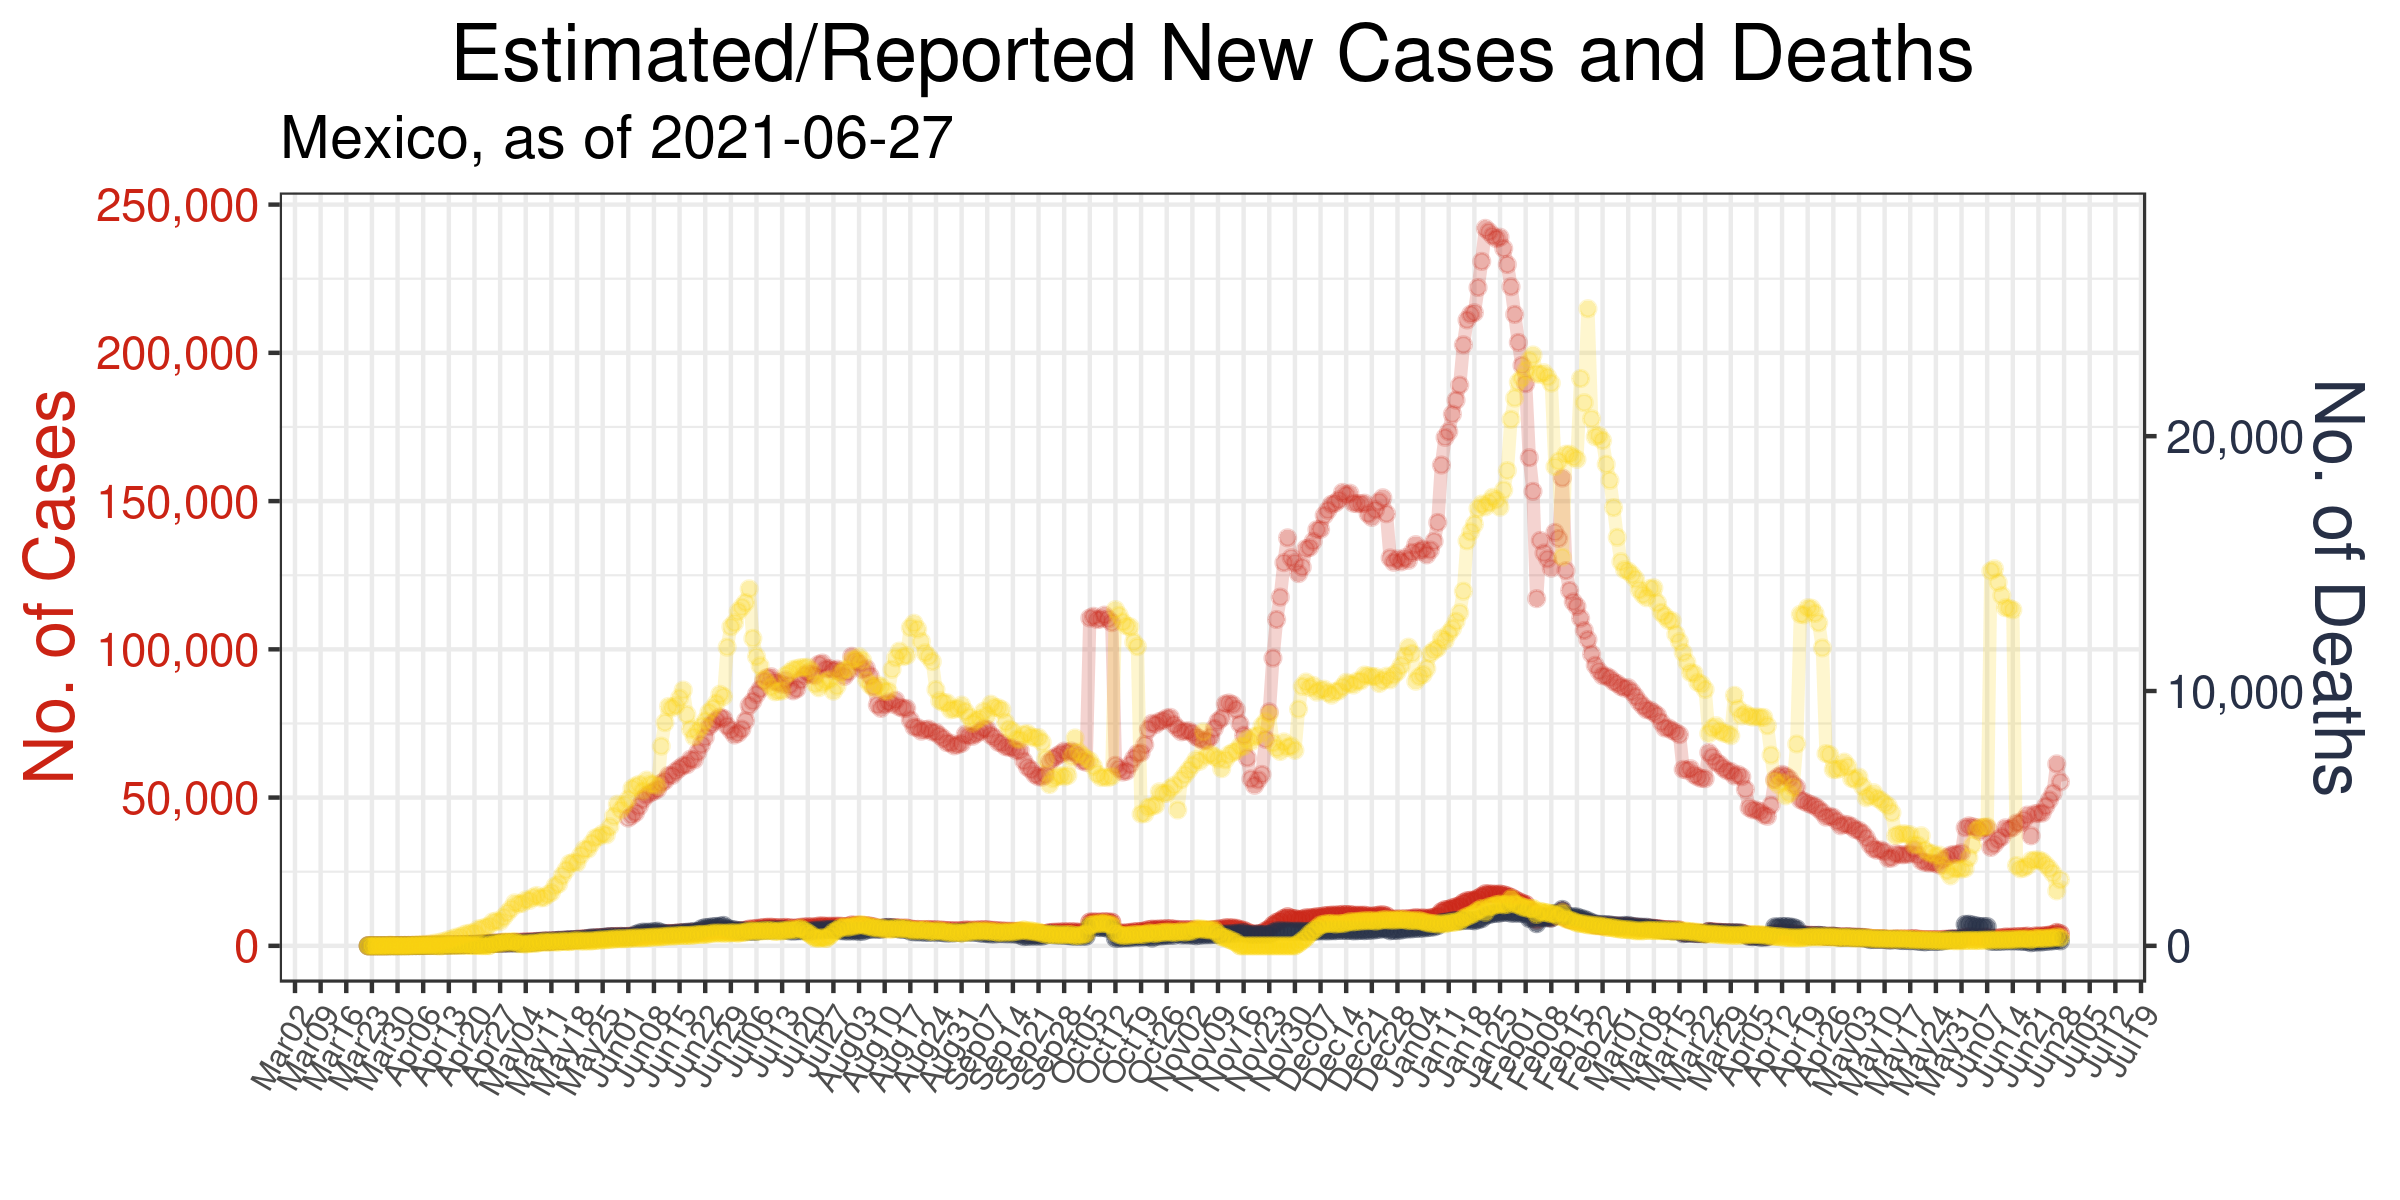 Estimated/Reported New Cases and Deaths
Mexico, as of 2021-06-27
No. of Cases
250,000
200,000
150,000
100,000
50,000
0
20,000
10,000
0
No. of Deaths
Mar02
Mar09
Mar16
Mar23
Mar30
Apr06
Apr13
Apr20
Apr27
May04
May11
May18
May25
Jun01
Jun08
Jun15
Jun22
Jun29
Jul06
Jul13
Jul20
Jul27
Aug03
Aug10
Aug17
Aug24
Aug31
Sep07
Sep14
Sep21
Sep28
Oct05
Oct12
Oct19
Oct26
Nov02
Nov09
Nov16
Nov23
Nov30
Dec07
Dec14
Dec21
Dec28
Jan04
Jan11
Jan18
Jan25
Feb01
Feb08
Feb15
Feb22
Mar01
Mar08
Mar15
Mar22
Mar29
Apr05
Apr12
Apr19
Apr26
May03
May10
May17
May24
May31
Jun07
Jun14
Jun21
Jun28
Jul05
Jul12
Jul19